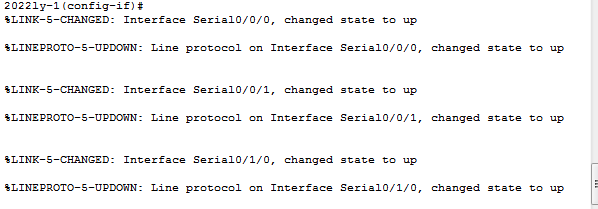 2022ly-1(config-if)#
%LINK-5-CHANGED: Interface Serial0/0/0, changed state to up
%LINEPROTO-5-UPDOWN: Line protocol on Interface Serial0/0/0, changed state to up
%LINK-5-CHANGED: Interface Serial0/0/1, changed state to up
%LINEPROTO-5-UPDOWN: Line protocol on Interface Serial0/0/1, changed state to up
%LINK-5-CHANGED: Interface Serial0/1/0, changed state to up
%LINEPROTO-5-UPDOWN: Line protocol on Interface Serial0/1/0, changed state to up